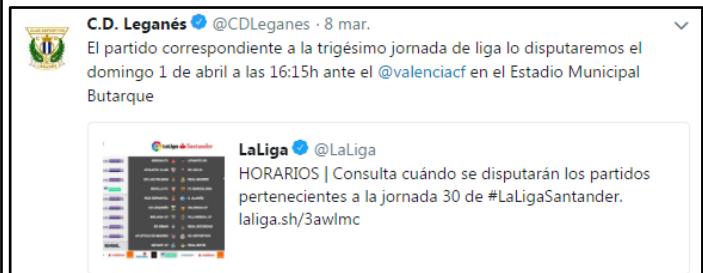 C.D. Leganés @CDLeganes · 8 mar.
El partido correspondiente a la trigésimo jornada de liga lo disputaremos el
domingo 1 de abril a las 16:15h ante el @valenciacf en el Estadio Municipal
Butarque
LaLiga Santander
LaLiga @LaLiga
HORARIOS | Consulta cuándo se disputarán los partidos
pertenecientes a la jornada 30 de #LaLigaSantander.
laliga.sh/3awlmc